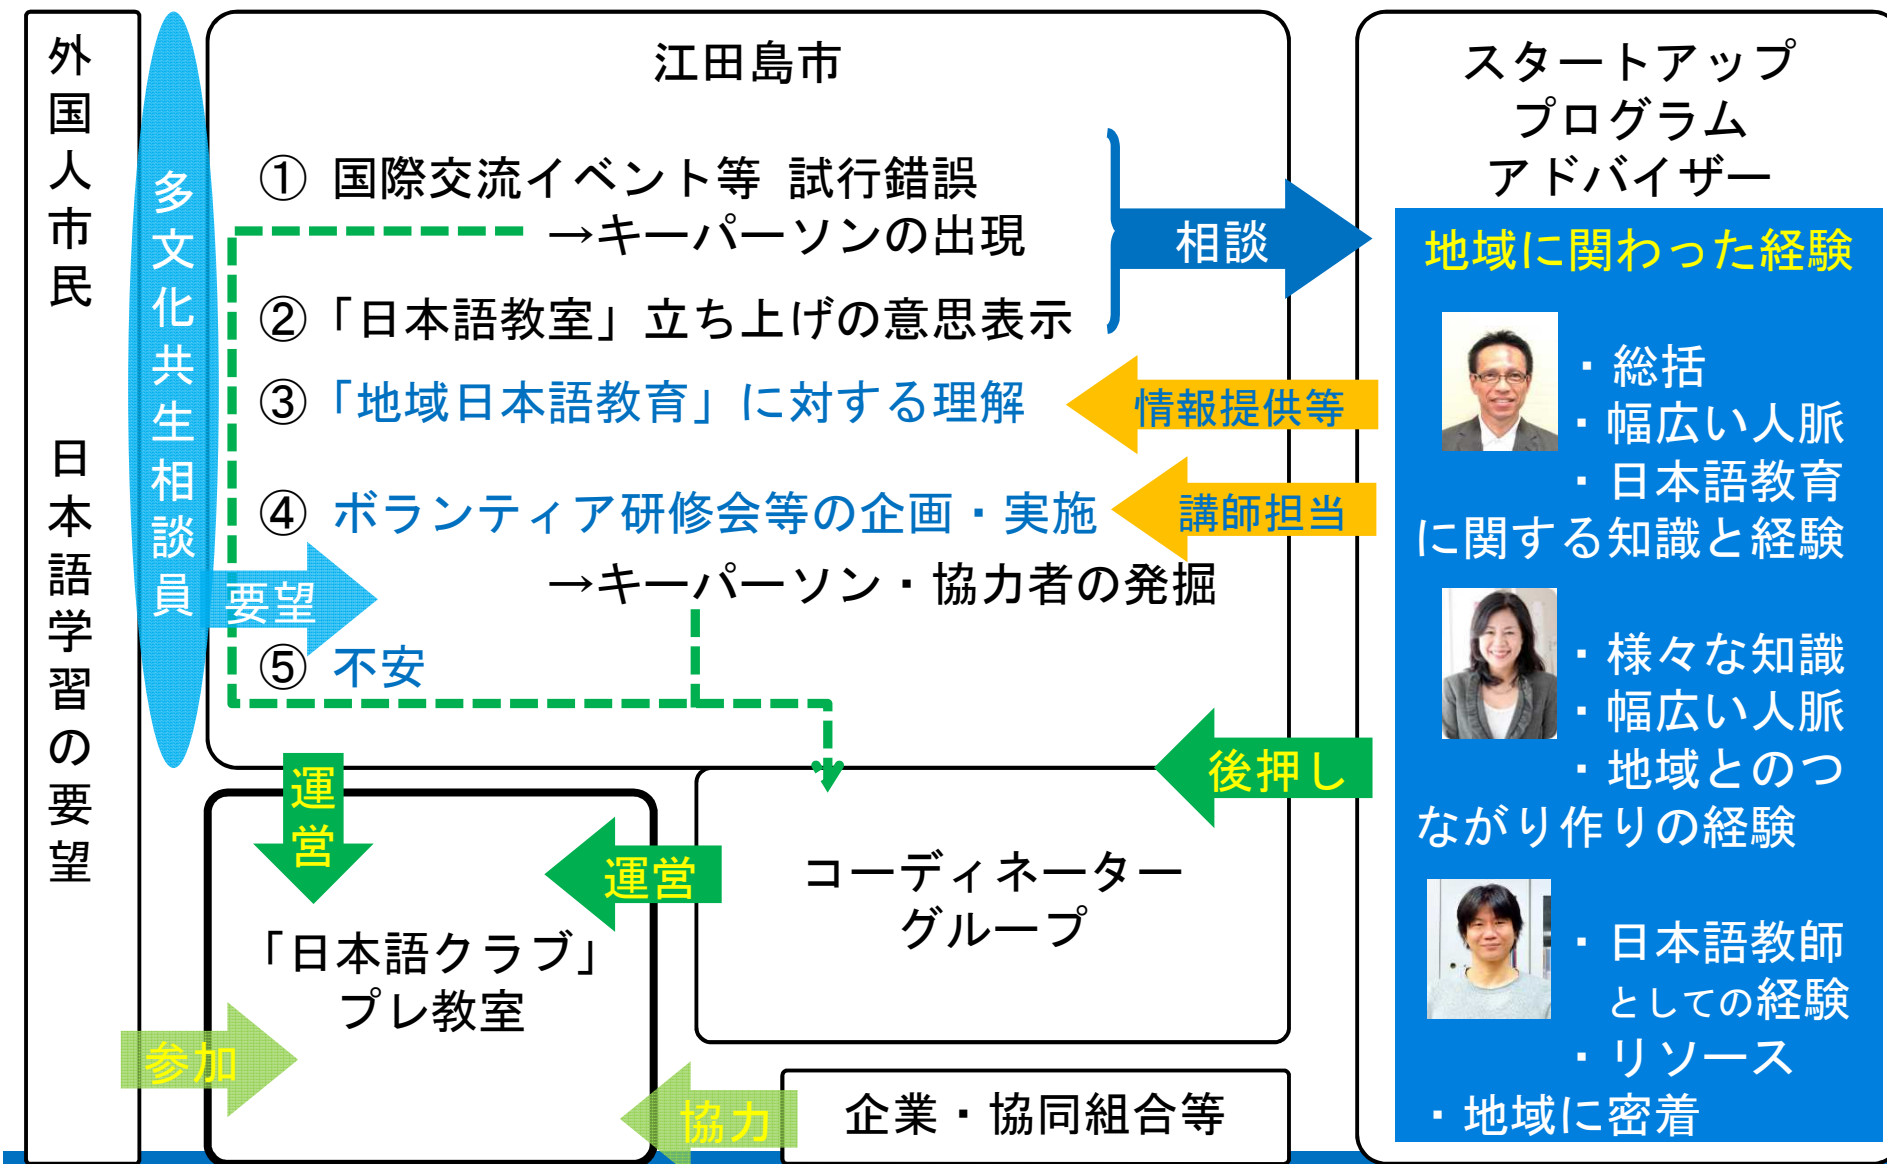 外国人市民　日本語学習の要望
多文化共生相談員
江田島市
① 国際交流イベント等 試行錯誤
→キーパーソンの出現
② 「日本語教室」立ち上げの意思表示
相談
③ 「地域日本語教育」に対する理解
情報提供等
④ ボランティア研修会等の企画・実施
講師担当
→キーパーソン・協力者の発掘
要望
⑤ 不安
後押し
運営
運営
コーディネーター
グループ
「日本語クラブ」
プレ教室
参加
協力
企業・協同組合等
スタートアップ
プログラム
アドバイザー
地域に関わった経験
・総括
・幅広い人脈
・日本語教育
に関する知識と経験
・様々な知識
・幅広い人脈
・地域とのつ
ながり作りの経験
・日本語教師
としての経験
・リソース
・地域に密着